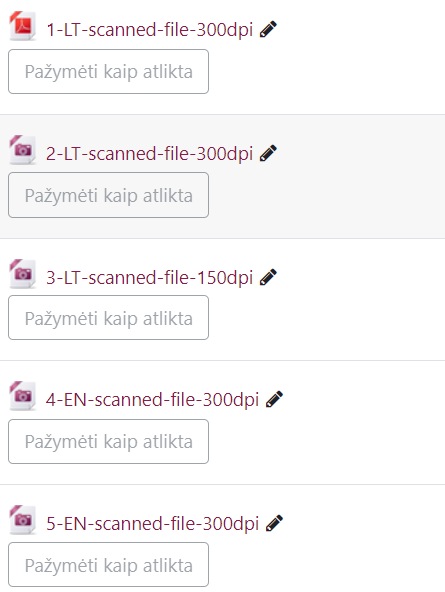 1-LT-scanned-file-300dpi
Pažymėti kaip atlikta
2-LT-scanned-file-300dpi
Pažymėti kaip atlikta
3-LT-scanned-file-150dpi
Pažymėti kaip atlikta
4-EN-scanned-file-300dpi
Pažymėti kaip atlikta
5-EN-scanned-file-300dpi
Pažymėti kaip atlikta